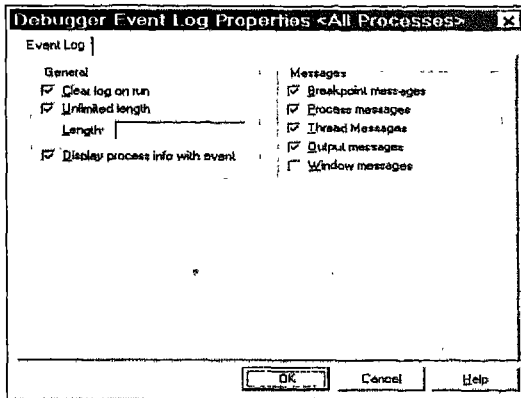 Debugger Event Log Properties <All Processes>
Event Log
General
Clear log on run
Unlimited length
Length:
Display process info with event
Messages
Breakpoint messages
Process messages
Thread Messages
Output messages
Window messages
OK
Cancel
Help